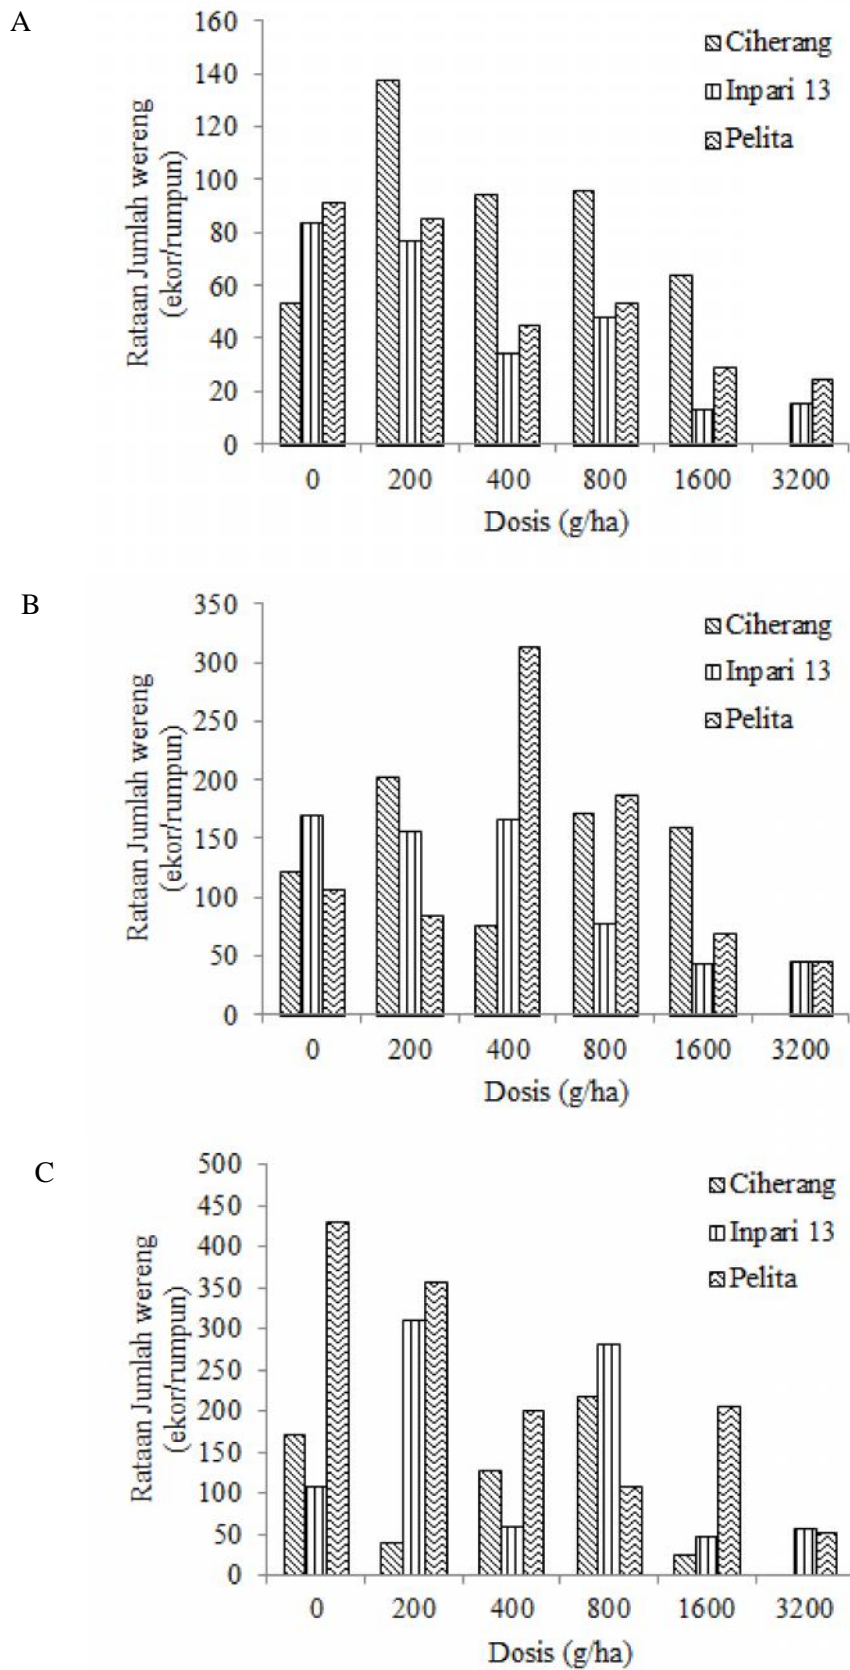 A
160
140
120
100
80
60
40
20
0
Rataan Jumlah wereng
(ekor/rumpun)
Ciherang
Inpari 13
Pelita
0 200 400 800 1600 3200
Dosis (g/ha)
B
350
300
250
200
150
100
50
0
Rataan Jumlah wereng
(ekor/rumpun)
Ciherang
Inpari 13
Pelita
0 200 400 800 1600 3200
Dosis (g/ha)
C
500
450
400
350
300
250
200
150
100
50
0
Rataan Jumlah wereng
(ekor/rumpun)
Ciherang
Inpari 13
Pelita
0 200 400 800 1600 3200
Dosis (g/ha)